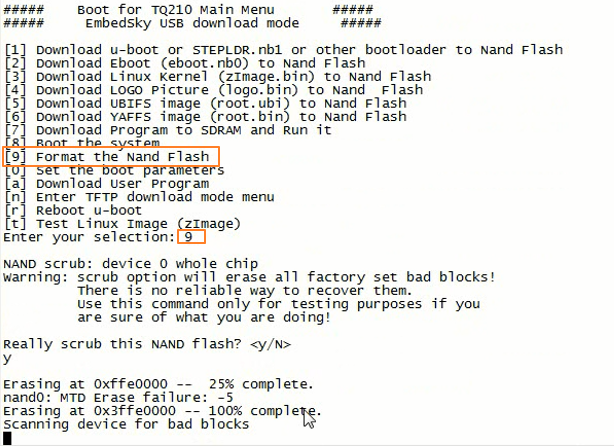 #####    Boot for TQ210 Main Menu    #####
#####    EmbedSky USB download mode    #####
[1] Download u-boot or STEPLDR.nb1 or other bootloader to Nand Flash
[2] Download Eboot (eboot.nb0) to Nand Flash
[3] Download Linux Kernel (zImage.bin) to Nand Flash
[4] Download LOGO Picture (logo.bin) to Nand  Flash
[5] Download UBIFS image (root.ubi) to Nand Flash
[6] Download YAFFS image (root.bin) to Nand Flash
[7] Download Program to SDRAM and Run it
[8] Boot the system
[9] Format the Nand Flash
[0] Set the boot parameters
[a] Download User Program
[n] Enter TFTP download mode menu
[r] Reboot u-boot
[t] Test Linux Image (zImage)
Enter your selection: 9
NAND scrub: device 0 whole chip
Warning: scrub option will erase all factory set bad blocks!
There is no reliable way to recover them.
Use this command only for testing purposes if you
are sure of what you are doing!
Really scrub this NAND flash? <y/N>
y
Erasing at 0xffe0000 --  25% complete.
nand0: MTD Erase failure: -5
Erasing at 0x3ffe0000 -- 100% complete.
Scanning device for bad blocks